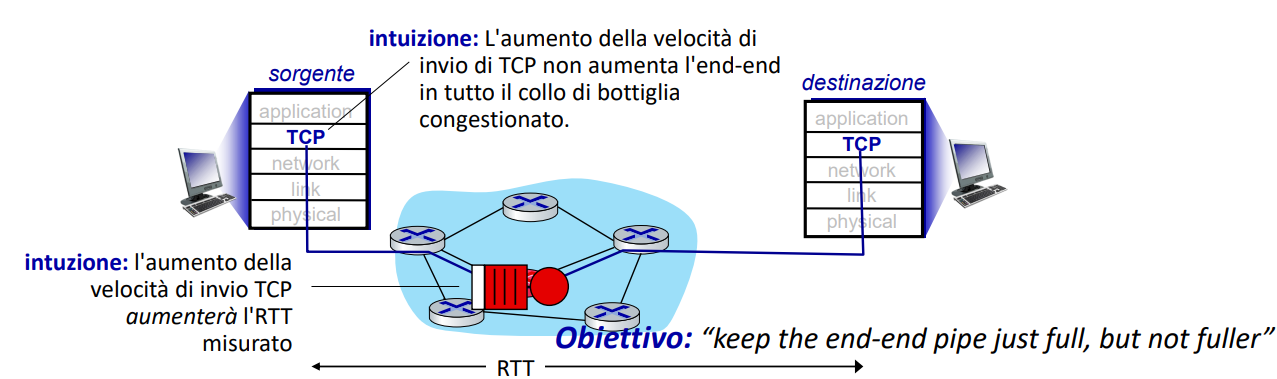 intuizione: L'aumento della velocità di
invio di TCP non aumenta l'end-end
in tutto il collo di bottiglia
congestionato.
sorgente
application
TCP
network
link
physical
destinazione
application
TCP
network
link
physical
intuzione: l'aumento della
velocità di invio TCP
aumenterà l'RTT
misurato
Obiettivo: “keep the end-end pipe just full, but not fuller”
RTT